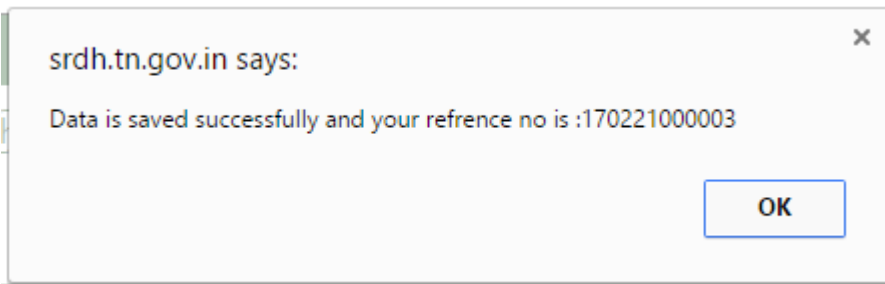 srdh.tn.gov.in says:
Data is saved successfully and your refrence no is :170221000003
OK